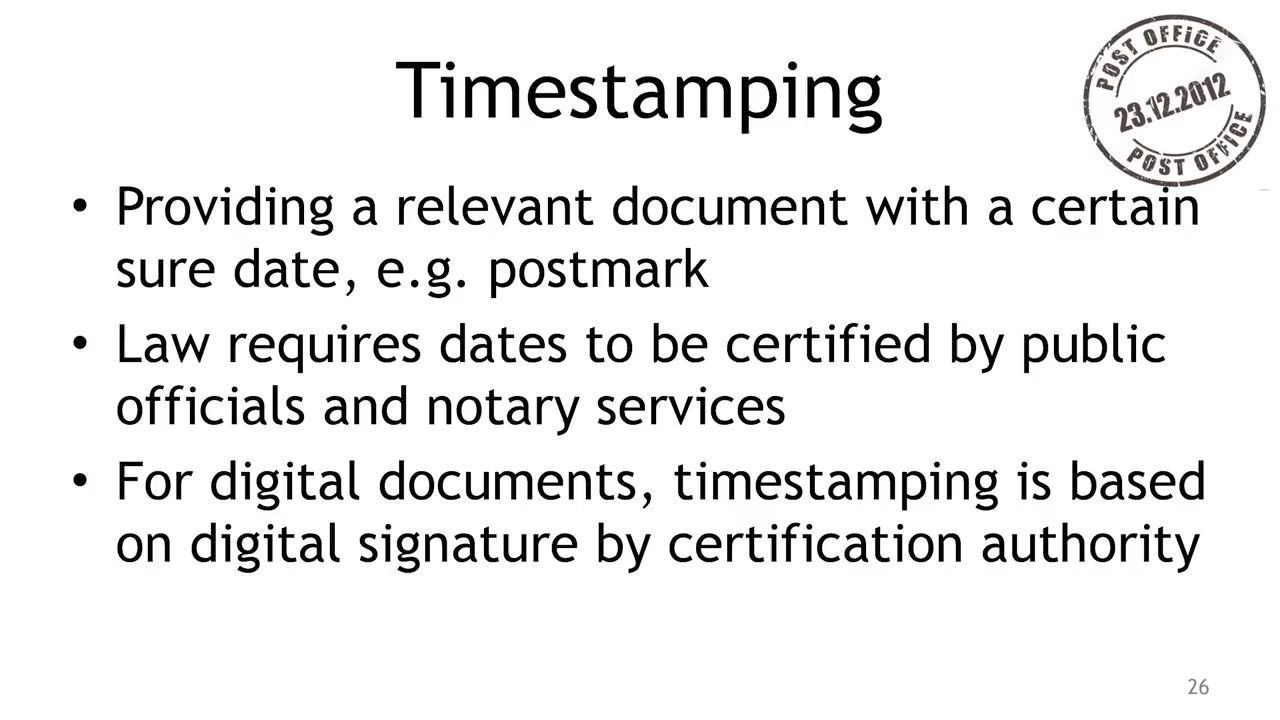 Timestamping
POST OFFICE
23.12.2012
POST OFFICE
• Providing a relevant document with a certain
sure date, e.g. postmark
• Law requires dates to be certified by public
officials and notary services
• For digital documents, timestamping is based
on digital signature by certification authority
26